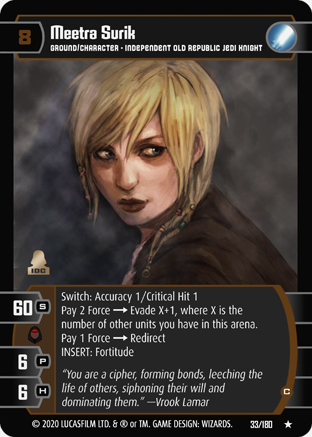 8
Meetra Surik
GROUND/CHARACTER • INDEPENDENT OLD REPUBLIC JEDI KNIGHT
IDC
60 S
6 P
6 H
Switch: Accuracy 1/Critical Hit 1
Pay 2 Force → Evade X+1, where X is the
number of other units you have in this arena.
Pay 1 Force → Redirect
INSERT: Fortitude
"You are a cipher, forming bonds, leeching the
life of others, siphoning their will and
dominating them." —Vrook Lamar
C
© 2020 LUCASFILM LTD. & ® or TM. GAME DESIGN: WIZARDS.
33/180 ★